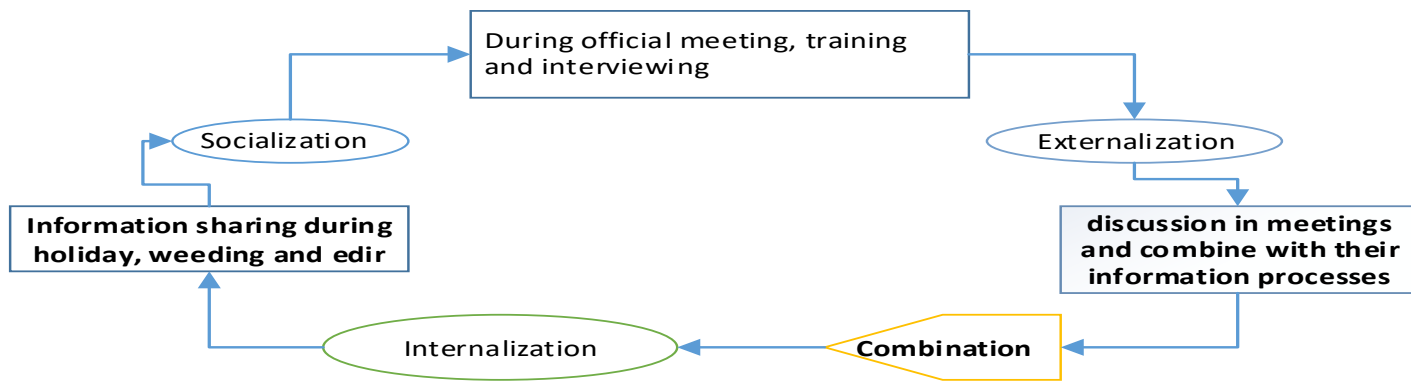 During official meeting, training
and interviewing
Socialization
Externalization
Information sharing during
holiday, weeding and edir
discussion in meetings
and combine with their
information processes
Internalization
Combination